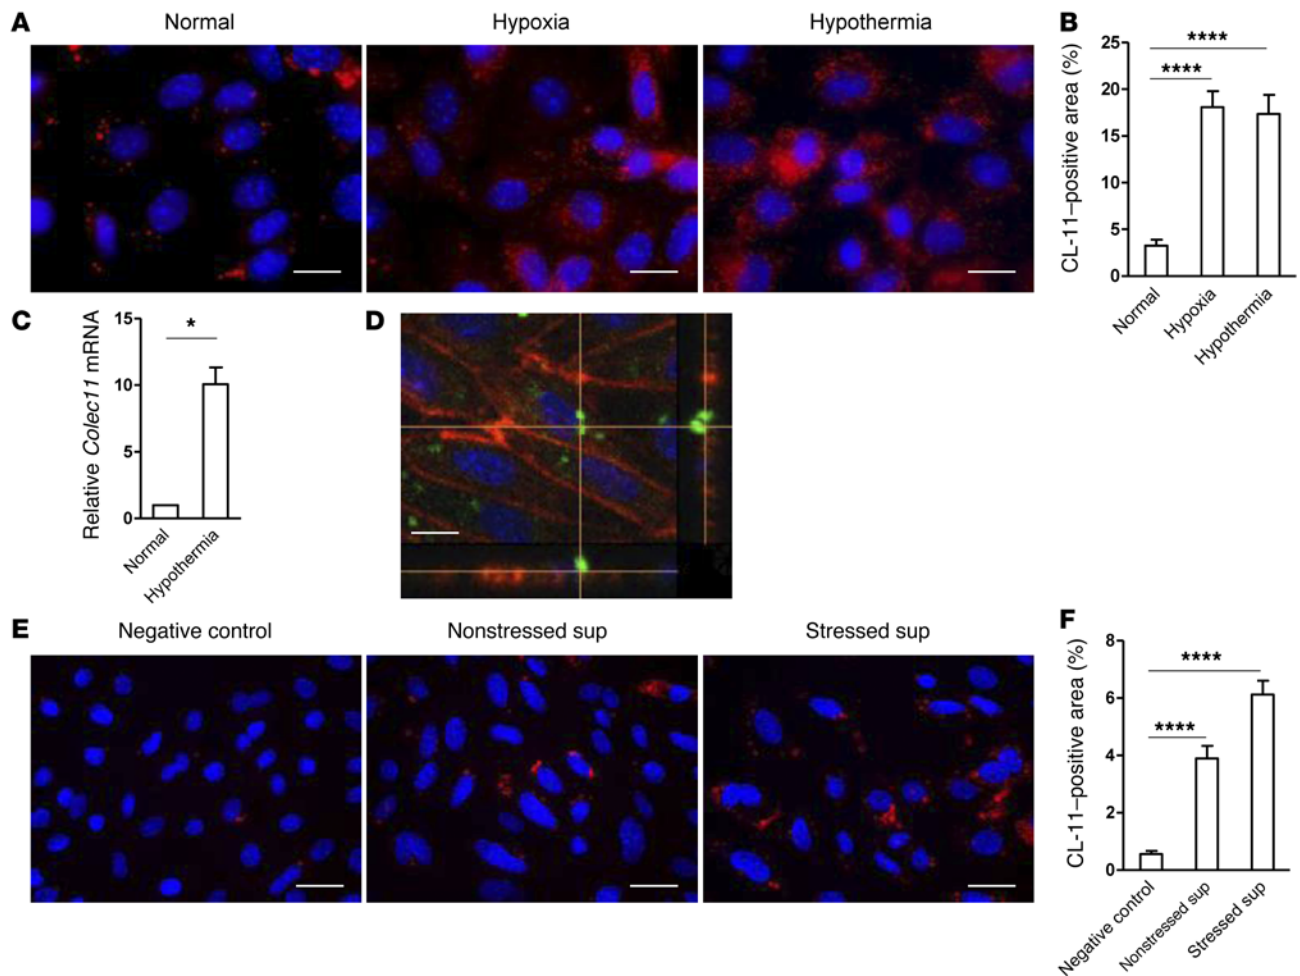 A
Normal
Hypoxia
Hypothermia
B
CL-11–positive area (%)
25
20
15
10
5
0
****
****
Normal
Hypoxia
Hypothermia
C
Relative Colec11 mRNA
15
10
5
0
*
Normal
Hypothermia
D
E
Negative control
Nonstressed sup
Stressed sup
F
CL-11–positive area (%)
8
6
4
2
0
****
****
Negative control
Nonstressed sup
Stressed sup